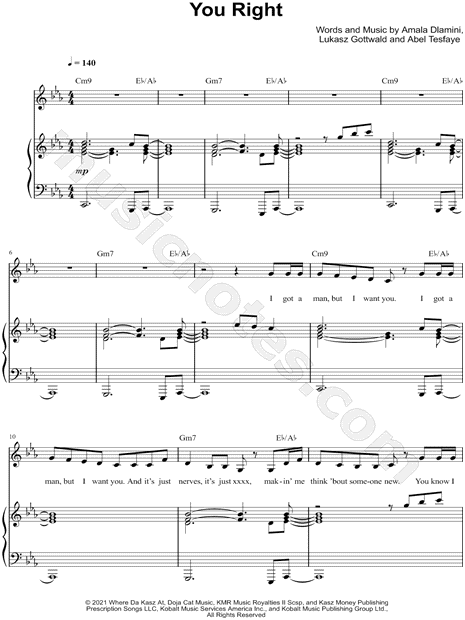 You Right
Words and Music by Amala Dlamini,
Lukasz Gottwald and Abel Tesfaye
♩ = 140
Cm9 E♭/A♭ Gm7 E♭/A♭
mp
musicnotes.com
6 Gm7 Cm9 E♭/A♭
I got a man, but I want you. I got a
10 Gm7 E♭/A♭
man, but I want you. And it's just nerves, it's just xxxx, mak-in' me think 'bout some-one new. You know I
© 2021 Where Da Kasz At, Doja Cat Music, KMR Music Royalties II Scsp, and Kasz Money Publishing
Prescription Songs LLC, Kobalt Music Services America Inc., and Kobalt Music Publishing Group Ltd.,
All Rights Reserved